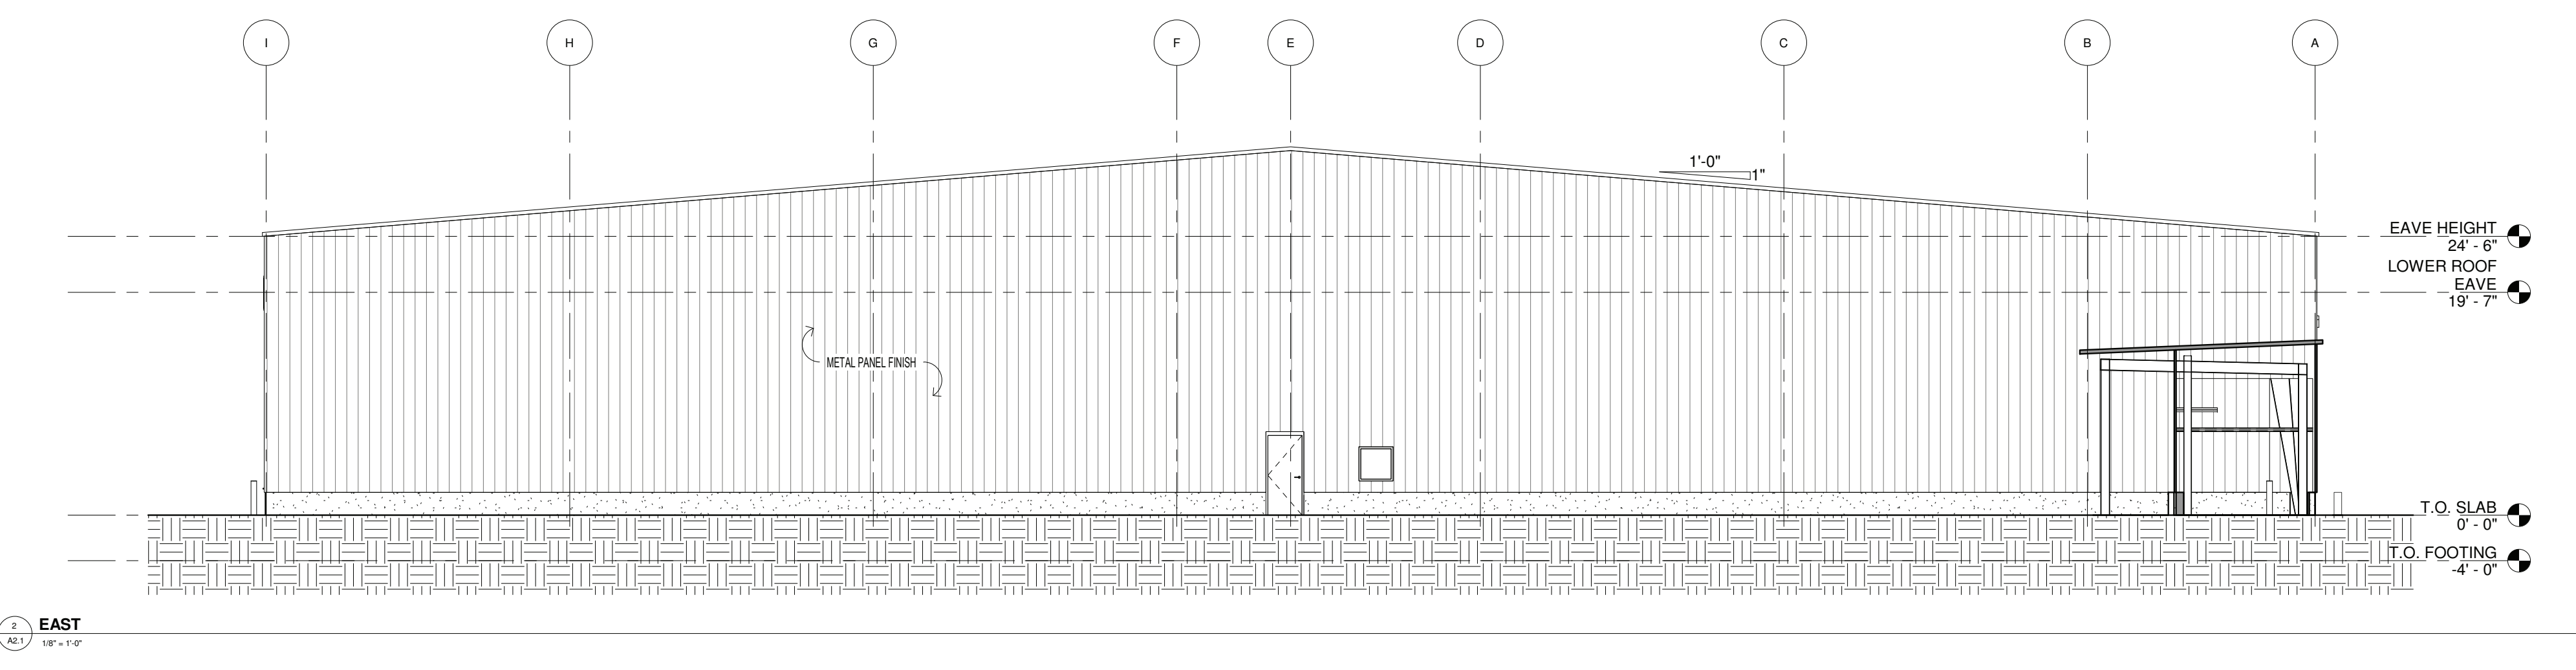 I H G F E D C B A
1'-0"
1"
EAVE HEIGHT
24' - 6"
LOWER ROOF
EAVE
19' - 7"
METAL PANEL FINISH
T.O. SLAB
0' - 0"
T.O. FOOTING
-4' - 0"
2
A2.1
EAST
1/8" = 1'-0"